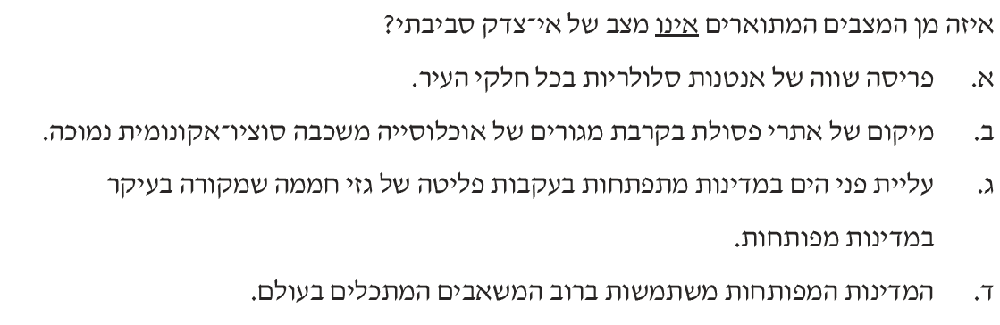 איזה מן המצבים המתוארים אינו מצב של אי־צדק סביבתי?
א. פריסה שווה של אנטנות סלולריות בכל חלקי העיר.
ב. מיקום של אתרי פסולת בקרבת מגורים של אוכלוסייה משכבה סוציו־אקונומית נמוכה.
ג. עליית פני הים במדינות מתפתחות בעקבות פליטה של גזי חממה שמקורה בעיקר
במדינות מפותחות.
ד. המדינות המפותחות משתמשות ברוב המשאבים המתכלים בעולם.